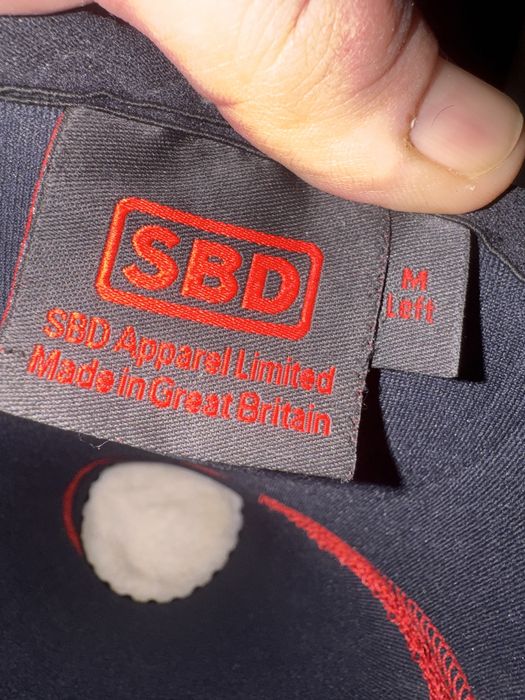 SBD
SBD Apparel Limited
Made in Great Britain
M
Left